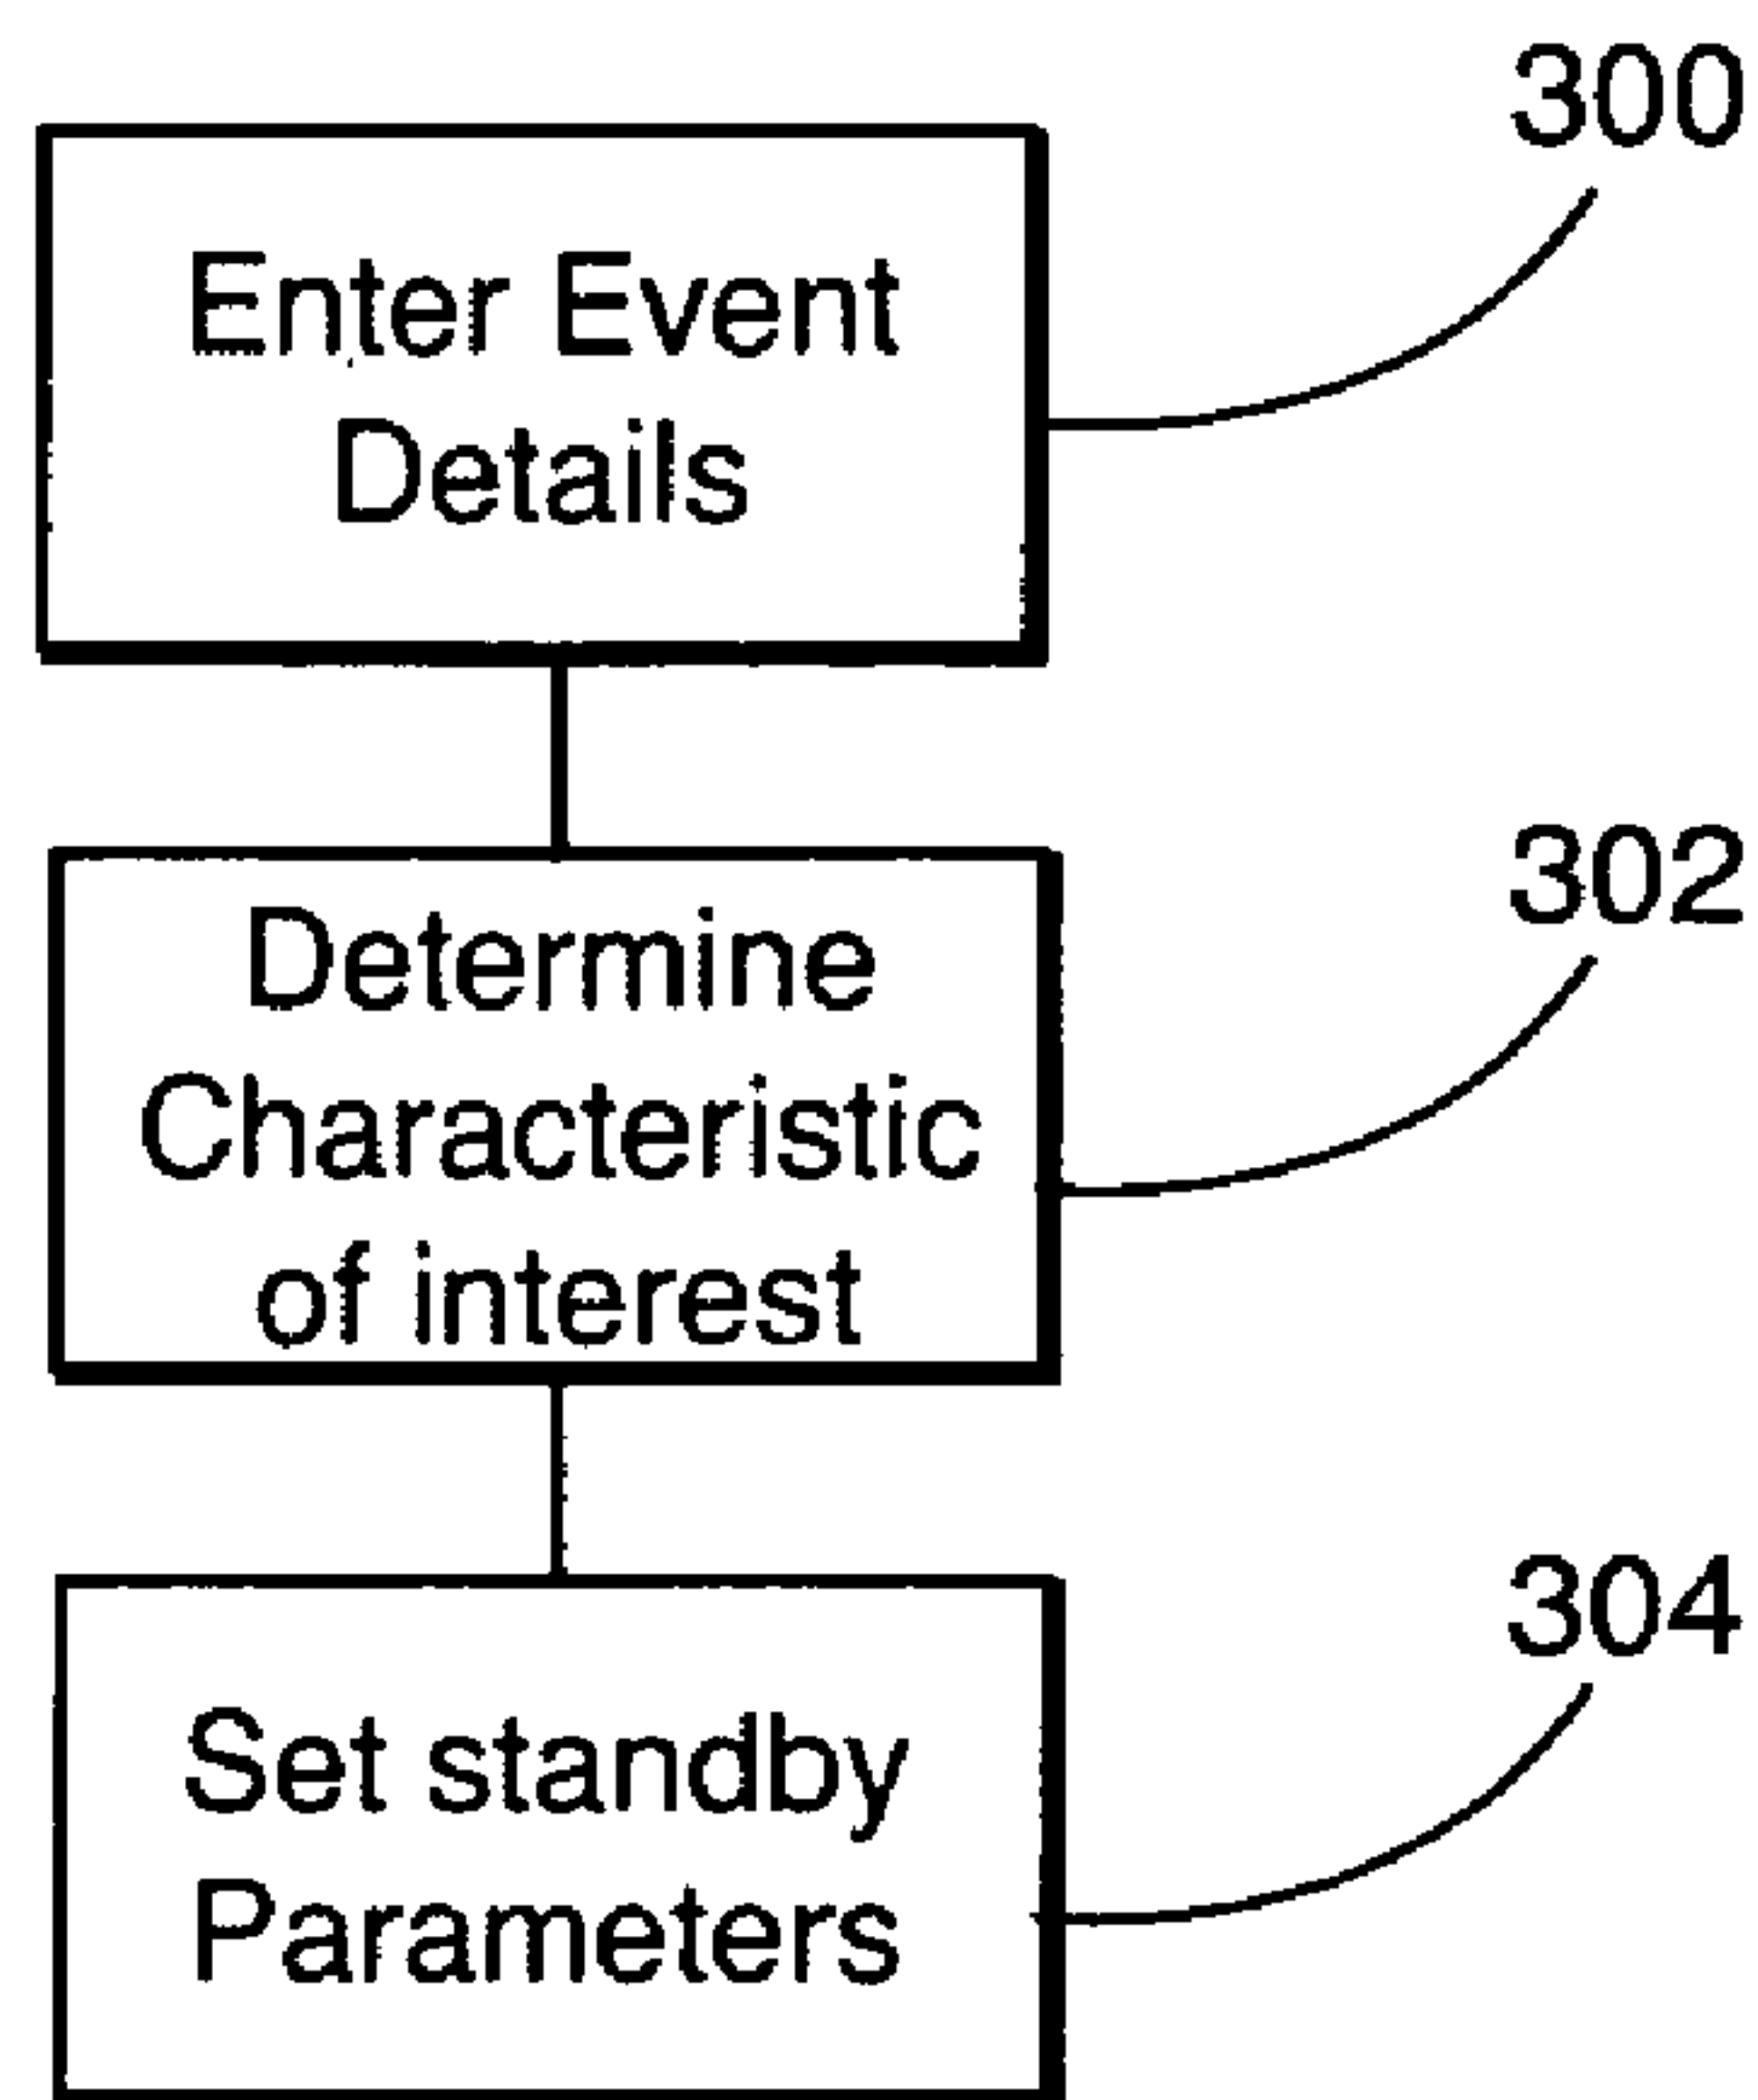 300
Enter Event
Details
302
Determine
Characteristic
of interest
304
Set standby
Parameters